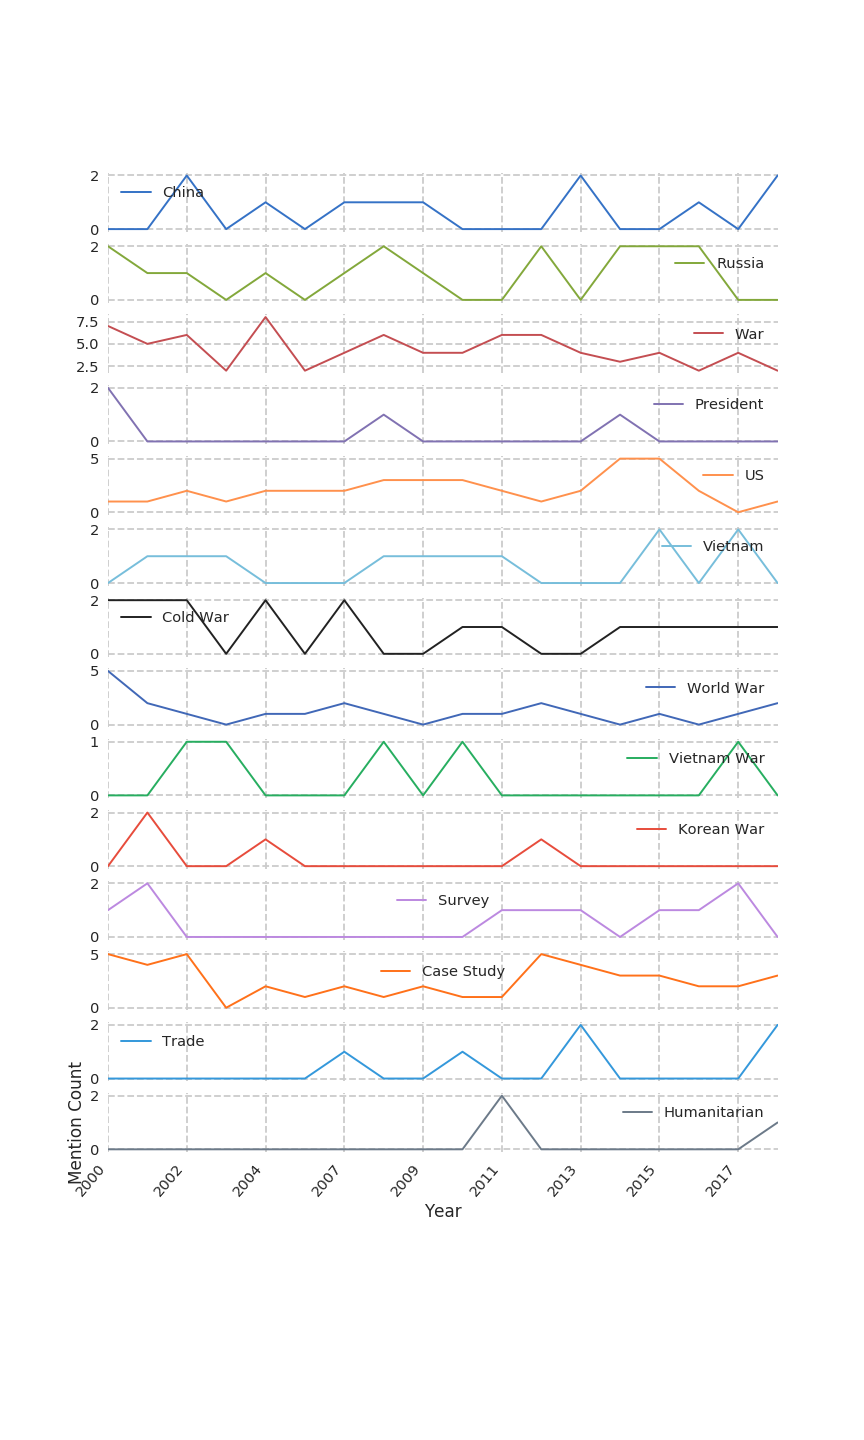 2
China
0
2
Russia
0
7.5
War
5.0
2.5
2
President
0
5
US
0
2
Vietnam
0
2
Cold War
0
5
World War
0
1
Vietnam War
0
2
Korean War
0
2
Survey
0
5
Case Study
0
2
Trade
0
2
Humanitarian
0
Mention Count
2000 2002 2004 2007 2009 2011 2013 2015 2017
Year